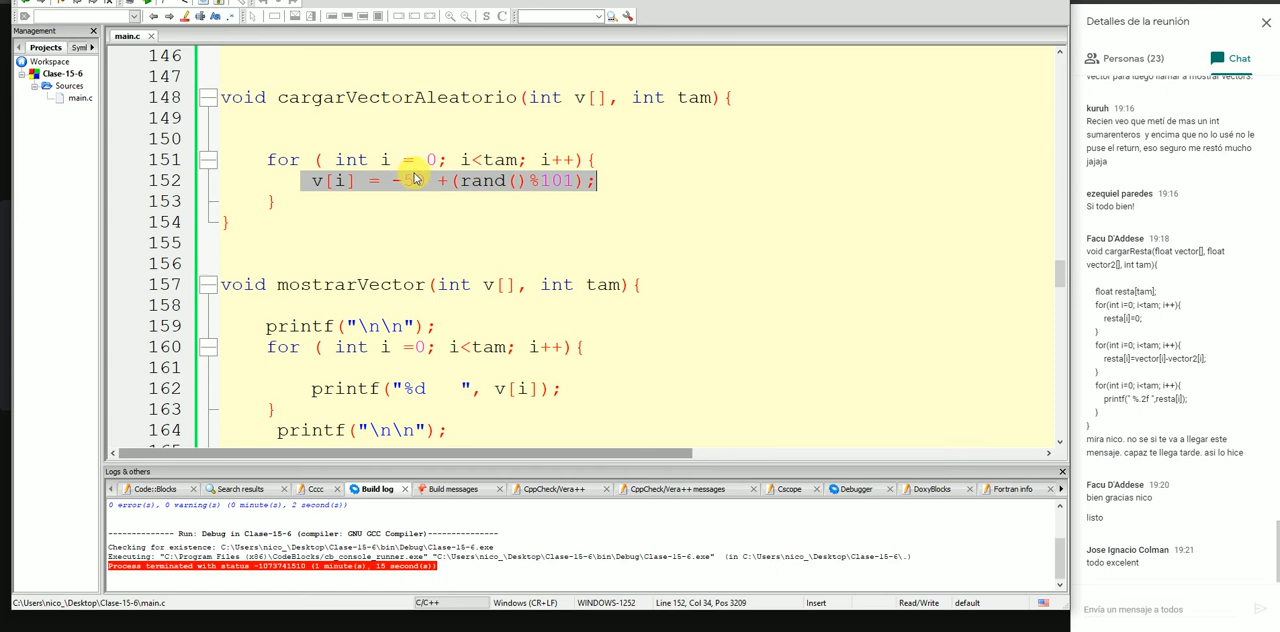 Management
Projects
Symb
Workspace
Clase-15-6
Sources
main.c
main.c
146
147
148 void cargarVectorAleatorio(int v[], int tam){
149
150
151 for ( int i = 0; i<tam; i++){
152 v[i] = +(rand()%101);
153 }
154 }
155
156
157 void mostrarVector(int v[], int tam){
158
159 printf("\n\n");
160 for ( int i =0; i<tam; i++){
161
162 printf("%d ", v[i]);
163 }
164 printf("\n\n");
Logs & others
Code::Blocks
Search results
Cccc
Build log
Build messages
CppCheck/Vera++
CppCheck/Vera++ messages
Cscope
Debugger
DoxyBlocks
Fortran info
0 error(s), 0 warning(s) (0 minute(s), 2 second(s))
-------------- Run: Debug in Clase-15-6 (compiler: GNU GCC Compiler)---------------
Checking for existence: C:\Users\nico_\Desktop\Clase-15-6\bin\Debug\Clase-15-6.exe
Executing: "C:\Program Files (x86)\CodeBlocks/cb_console_runner.exe" "C:\Users\nico_\Desktop\Clase-15-6\bin\Debug\Clase-15-6.exe" (in C:\Users\nico_\Desktop\Clase-15-6\.)
Process terminated with status -1073741510 (1 minute(s), 15 second(s))
C:\Users\nico_\Desktop\Clase-15-6\main.c
C/C++
Windows (CR+LF)
WINDOWS-1252
Line 152, Col 34, Pos 3209
Insert
Read/Write
default
Detalles de la reunión
Personas (23)
Chat
vector para luego llamar a mostrar
kuruh 19:16
Recien veo que metí de mas un int
sumarenteros y encima que no lo usé no le
puse el return, eso seguro me restó mucho
jajaja
ezequiel paredes 19:16
Si todo bien!
Facu D'Addese 19:18
void cargarResta(float vector[], float
vector2[], int tam){
float resta[tam];
for(int i=0; i<tam; i++){
resta[i]=0;
}
for(int i=0; i<tam; i++){
resta[i]=vector[i]-vector2[i];
}
for(int i=0; i<tam; i++){
printf(" %.2f ",resta[i]);
}
}
mira nico. no se si te va a llegar este
mensaje. capaz te llega tarde. asi lo hice
Facu D'Addese 19:20
bien gracias nico
listo
Jose Ignacio Colman 19:21
todo excelent
Envía un mensaje a todos